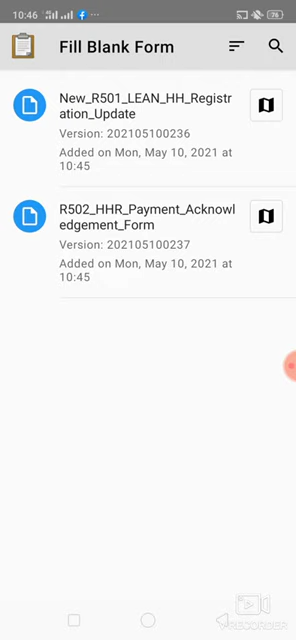 10:46
76
Fill Blank Form
New_R501_LEAN_HH_Registr
ation_Update
Version: 202105100236
Added on Mon, May 10, 2021 at
10:45
R502_HHR_Payment_Acknowl
edgement_Form
Version: 202105100237
Added on Mon, May 10, 2021 at
10:45
RECORDER